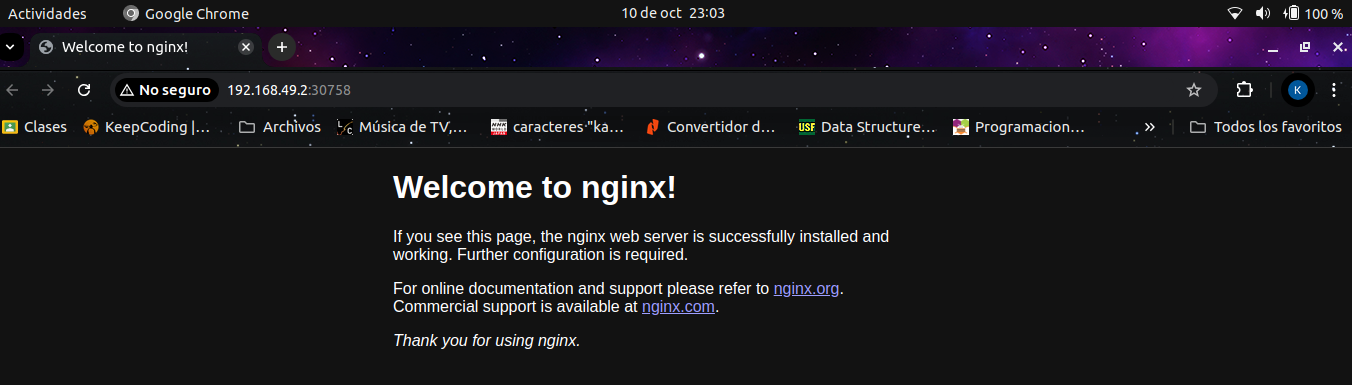 Actividades Google Chrome 10 de oct 23:03 100 %
Welcome to nginx!
No seguro 192.168.49.2:30758 K
Clases KeepCoding |... Archivos Música de TV,... caracteres "ka... Convertidor d... USF Data Structure... Programacion... » Todos los favoritos
Welcome to nginx!
If you see this page, the nginx web server is successfully installed and
working. Further configuration is required.
For online documentation and support please refer to nginx.org.
Commercial support is available at nginx.com.
Thank you for using nginx.